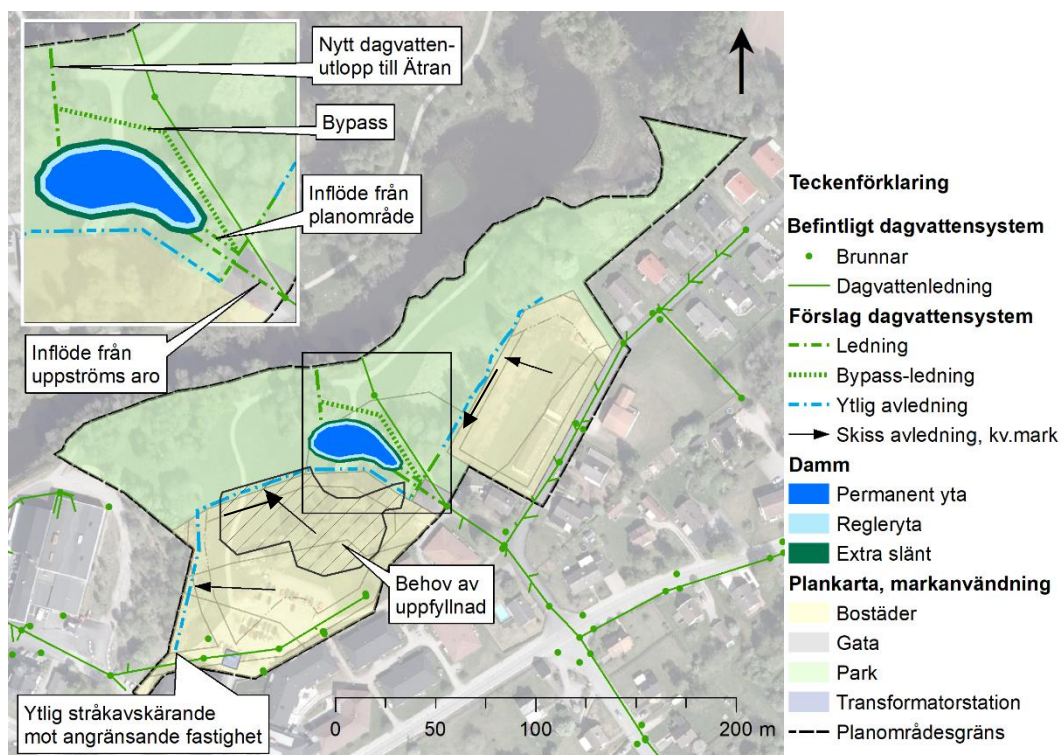 Nytt dagvatten-
utlopp till Ätran
Bypass
Inflöde från
planområde
Inflöde från
uppströms aro
Behov av
uppfyllnad
Ytlig stråkavskärande
mot angränsande fastighet
0 50 100 200 m
Teckenförklaring
Befintligt dagvattensystem
Brunnar
Dagvattenledning
Förslag dagvattensystem
Ledning
Bypass-ledning
Ytlig avledning
Skiss avledning, kv.mark
Damm
Permanent yta
Regleryta
Extra slänt
Plankarta, markanvändning
Bostäder
Gata
Park
Transformatorstation
Planområdesgräns